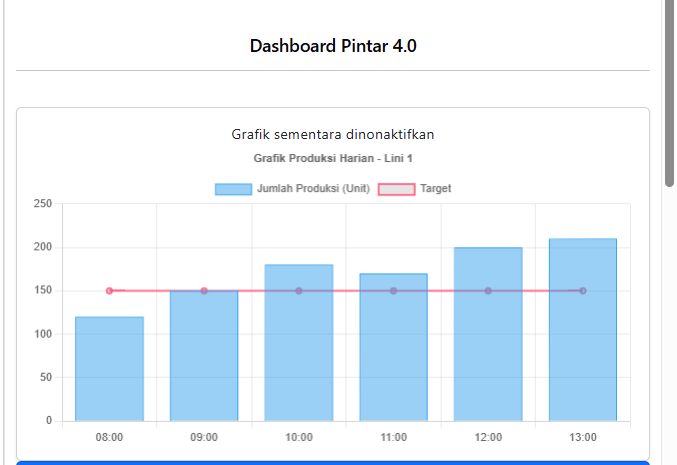 Dashboard Pintar 4.0
Grafik sementara dinonaktifkan
Grafik Produksi Harian - Lini 1
Jumlah Produksi (Unit) Target
250
200
150
100
50
0
08:00 09:00 10:00 11:00 12:00 13:00